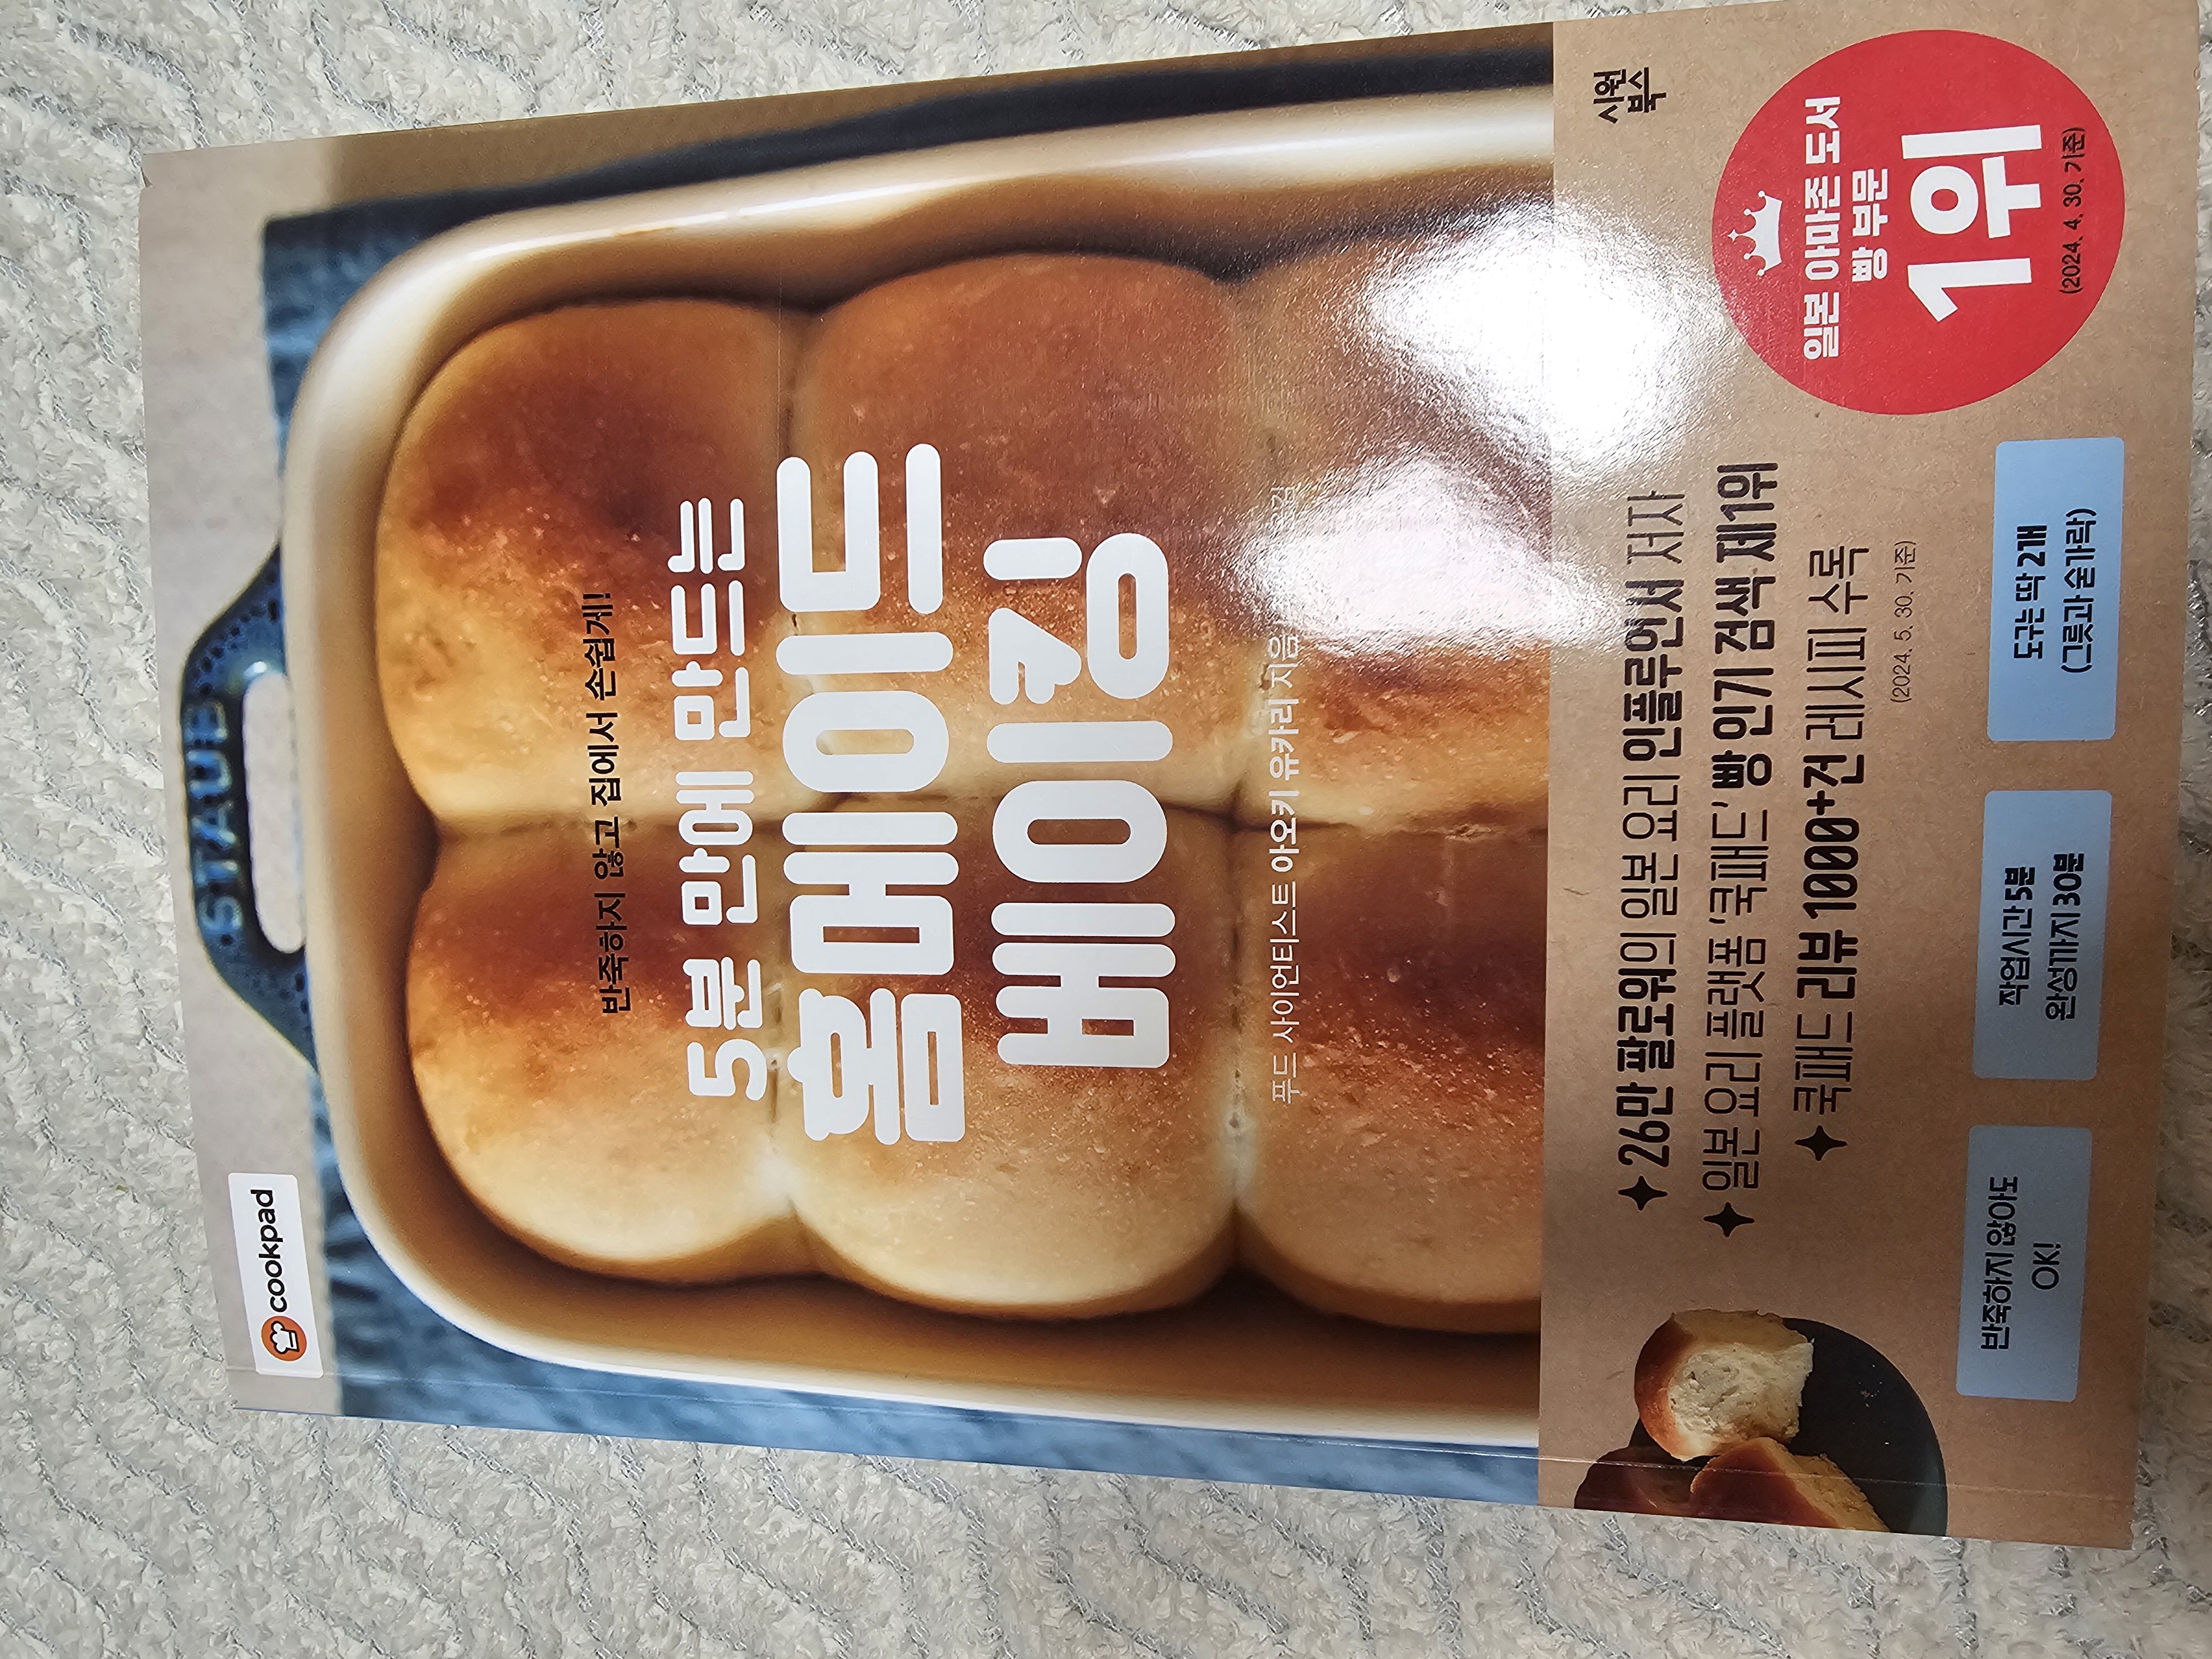 cookpad
STAUB
반죽하지 않고 집에서 손쉽게!
5분 만에 만드는
홈메이드
베이킹
푸드 사이언티스트 아오키 유카리 지음
✦ 26만 팔로워의 일본 요리 인플루언서 저자
✦ 일본 요리 플랫폼 '쿡패드' 빵 인기 검색 제1위
✦ 쿡패드 리뷰 1000+건 레시피 수록
(2024. 5. 30. 기준)
시원
북스
일본 아마존 도서
빵 부문
1위
(2024. 4. 30. 기준)
반죽하지 않아도
OK!
작업시간 5분
완성까지 30분
도구는 딱 2개
(그릇과 숟가락)